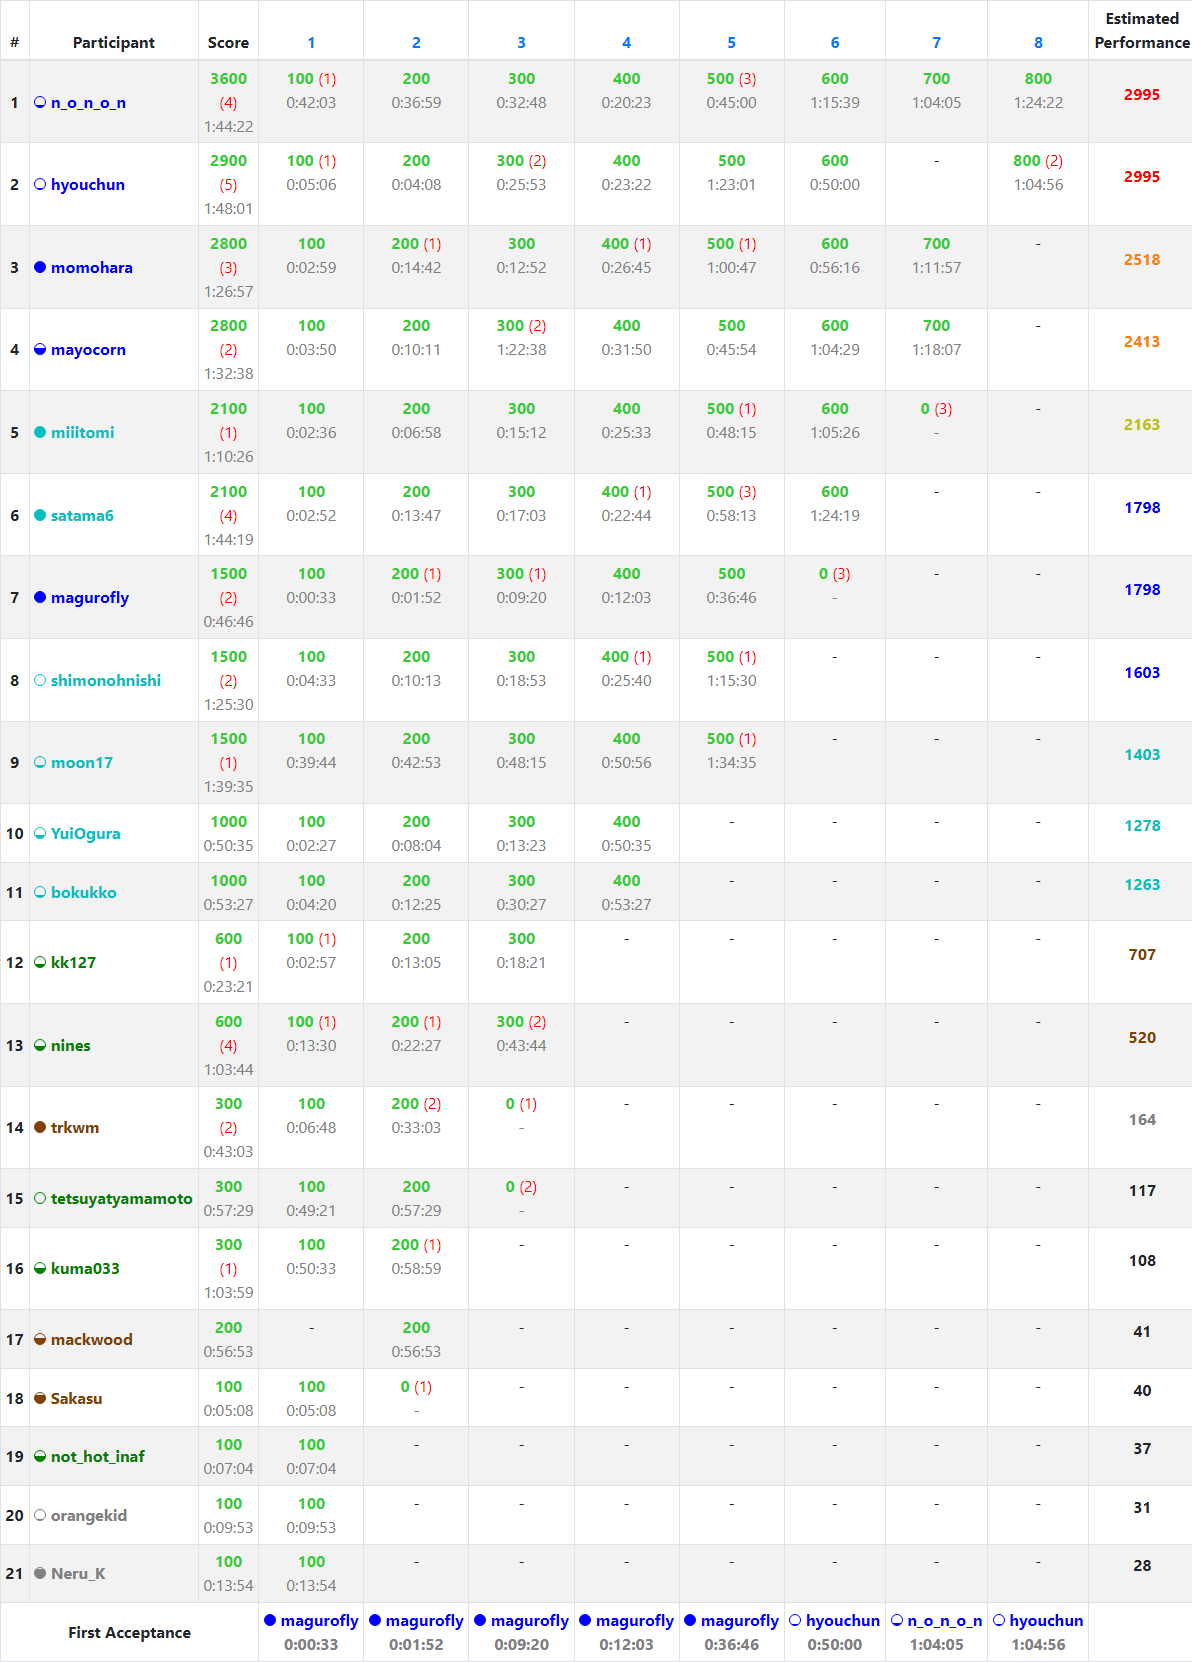 # Participant Score 1 2 3 4 5 6 7 8 Estimated Performance
1 n_o_n_o_n 3600 (4) 1:44:22 100 (1) 0:42:03 200 0:36:59 300 0:32:48 400 0:20:23 500 (3) 0:45:00 600 1:15:39 700 1:04:05 800 1:24:22 2995
2 hyouchun 2900 (5) 1:48:01 100 (1) 0:05:06 200 0:04:08 300 (2) 0:25:53 400 0:23:22 500 1:23:01 600 0:50:00 - 800 (2) 1:04:56 2995
3 momohara 2800 (3) 1:26:57 100 0:02:59 200 (1) 0:14:42 300 0:12:52 400 (1) 0:26:45 500 (1) 1:00:47 600 0:56:16 700 1:11:57 - 2518
4 mayocorn 2800 (2) 1:32:38 100 0:03:50 200 0:10:11 300 (2) 1:22:38 400 0:31:50 500 0:45:54 600 1:04:29 700 1:18:07 - 2413
5 miiitomi 2100 (1) 1:10:26 100 0:02:36 200 0:06:58 300 0:15:12 400 0:25:33 500 (1) 0:48:15 600 1:05:26 0 (3) - - 2163
6 satama6 2100 (4) 1:44:19 100 0:02:52 200 0:13:47 300 0:17:03 400 (1) 0:22:44 500 (3) 0:58:13 600 1:24:19 - - 1798
7 magurofly 1500 (2) 0:46:46 100 0:00:33 200 (1) 0:01:52 300 (1) 0:09:20 400 0:12:03 500 0:36:46 0 (3) - - - 1798
8 shimonohnishi 1500 (2) 1:25:30 100 0:04:33 200 0:10:13 300 0:18:53 400 (1) 0:25:40 500 (1) 1:15:30 - - - 1603
9 moon17 1500 (1) 1:39:35 100 0:39:44 200 0:42:53 300 0:48:15 400 0:50:56 500 (1) 1:34:35 - - - 1403
10 YuiOgura 1000 0:50:35 100 0:02:27 200 0:08:04 300 0:13:23 400 0:50:35 - - - - 1278
11 bokukko 1000 0:53:27 100 0:04:20 200 0:12:25 300 0:30:27 400 0:53:27 - - - - 1263
12 kk127 600 (1) 0:23:21 100 (1) 0:02:57 200 0:13:05 300 0:18:21 - - - - - 707
13 nines 600 (4) 1:03:44 100 (1) 0:13:30 200 (1) 0:22:27 300 (2) 0:43:44 - - - - - 520
14 trkwm 300 (2) 0:43:03 100 0:06:48 200 (2) 0:33:03 0 (1) - - - - - - 164
15 tetsuyatyamamoto 300 0:57:29 100 0:49:21 200 0:57:29 0 (2) - - - - - - 117
16 kuma033 300 (1) 1:03:59 100 0:50:33 200 (1) 0:58:59 - - - - - - 108
17 mackwood 200 0:56:53 - 200 0:56:53 - - - - - - 41
18 Sakasu 100 0:05:08 100 0:05:08 0 (1) - - - - - - - 40
19 not_hot_inaf 100 0:07:04 100 0:07:04 - - - - - - - 37
20 orangekid 100 0:09:53 100 0:09:53 - - - - - - - 31
21 Neru_K 100 0:13:54 100 0:13:54 - - - - - - - 28
First Acceptance magurofly 0:00:33 magurofly 0:01:52 magurofly 0:09:20 magurofly 0:12:03 magurofly 0:36:46 hyouchun 0:50:00 n_o_n_o_n 1:04:05 hyouchun 1:04:56